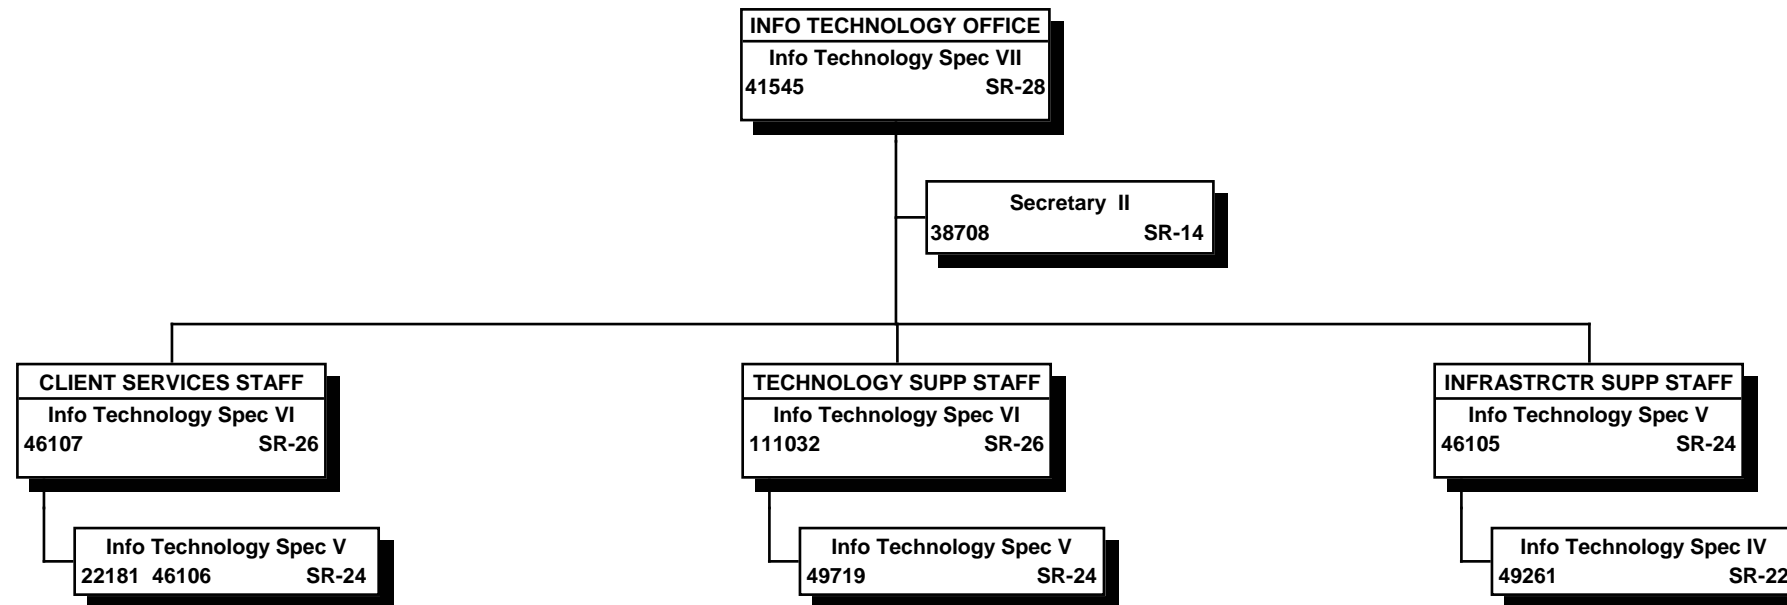 INFO TECHNOLOGY OFFICE
Info Technology Spec VII
41545 SR-28
Secretary II
38708 SR-14
CLIENT SERVICES STAFF
Info Technology Spec VI
46107 SR-26
Info Technology Spec V
22181 46106 SR-24
TECHNOLOGY SUPP STAFF
Info Technology Spec VI
111032 SR-26
Info Technology Spec V
49719 SR-24
INFRASTRCTR SUPP STAFF
Info Technology Spec V
46105 SR-24
Info Technology Spec IV
49261 SR-22